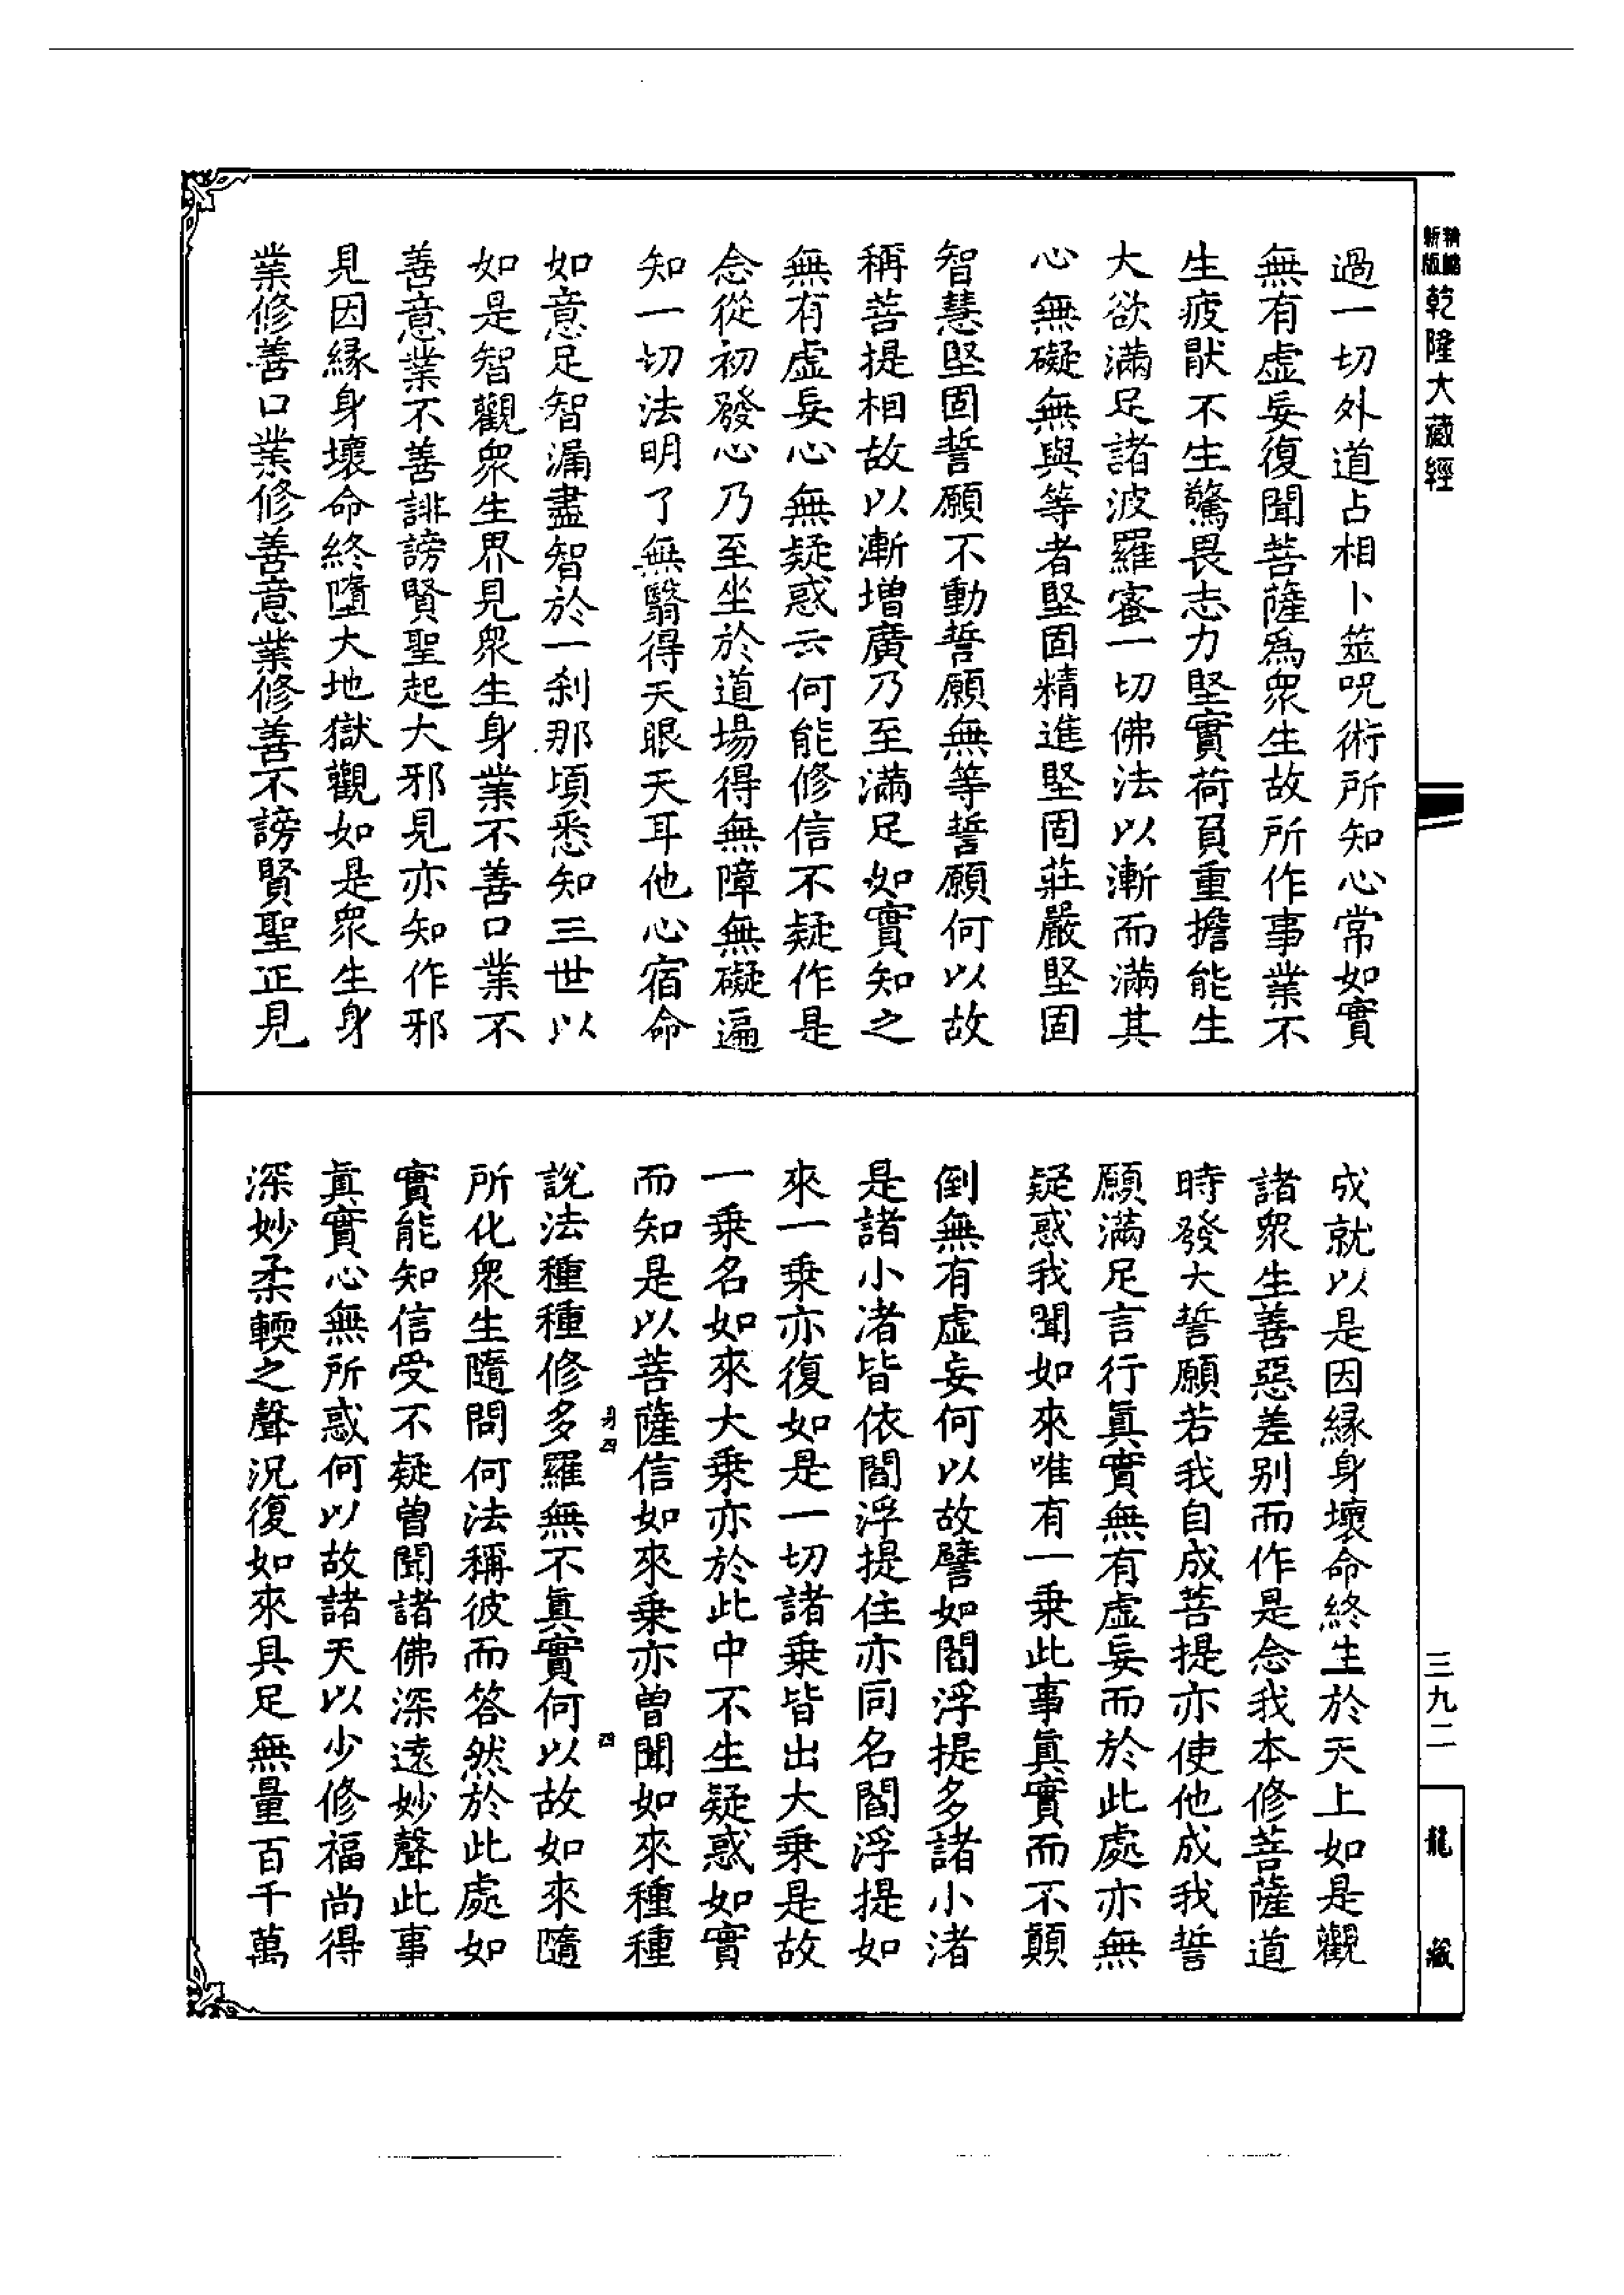 精縮新版乾隆大藏經
過一切外道占相卜筮呪術所知心常如實
無有虛妄復聞菩薩爲衆生故所作事業不
生疲猒不生驚畏志力堅實荷負重擔能生
大欲滿足諸波羅蜜一切佛法以漸而滿其
心無礙無與等者堅固精進堅固莊嚴堅固
智慧堅固誓願不動誓願無等誓願何以故
稱菩提相故以漸增廣乃至滿足如實知之
無有虛妄心無疑惑云何能修信不疑作是
念從初發心乃至坐於道場得無障無礙遍
知一切法明了無翳得天眼天耳他心宿命
如意足智漏盡智於一刹那頃悉知三世以
如是智觀衆生界見衆生身業不善口業不
善意業不善誹謗賢聖起大邪見亦知作邪
見因緣身壞命終墮大地獄觀如是衆生身
業修善口業修善意業修善不謗賢聖正見
成就以是因緣身壞命終生於天上如是觀
諸衆生善惡差别而作是念我本修菩薩道
時發大誓願若我自成菩提亦使他成我誓
願滿足言行眞實無有虛妄而於此處亦無
疑惑我聞如來唯有一乗此事眞實而不顛
倒無有虛妄何以故譬如閻浮提多諸小渚
是諸小渚皆依閻浮提住亦同名閻浮提如
來一乗亦復如是一切諸乗皆出大乗是故
一乗名如來大乗亦於此中不生疑惑如實
而知是以菩薩信如來乗亦曾聞如來種種
說法種種修多羅無不眞實何以故如來隨
所化衆生隨問何法稱彼而答然於此處如
實能知信受不疑曾聞諸佛深遠妙聲此事
眞實心無所惑何以故諸天以少修福尚得
深妙柔輭之聲況復如來具足無量百千萬
四
三九二
龍藏